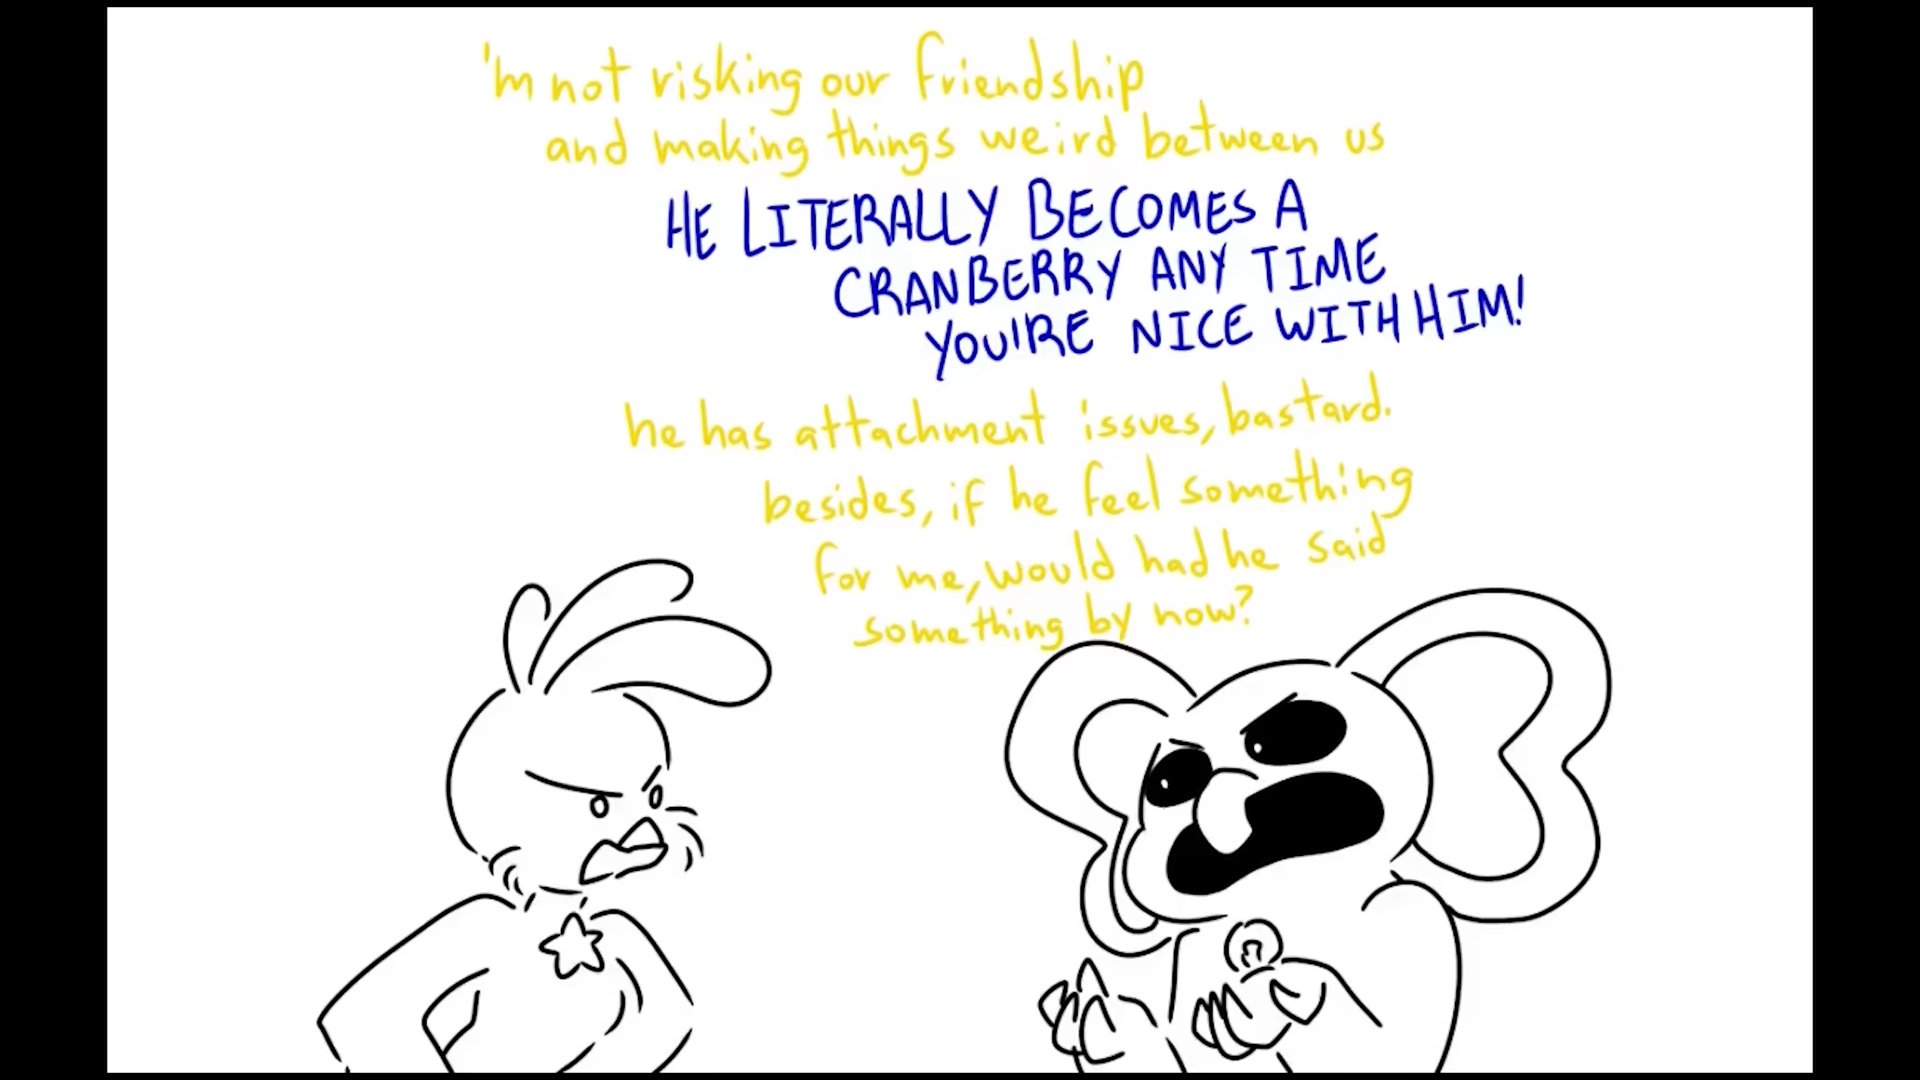 'm not risking our friendship
and making things weird between us
HE LITERALLY BECOMES A
CRANBERRY ANY TIME
YOU'RE NICE WITH HIM!
he has attachment issues, bastard.
besides, if he feel something
for me, would had he said
something by now?